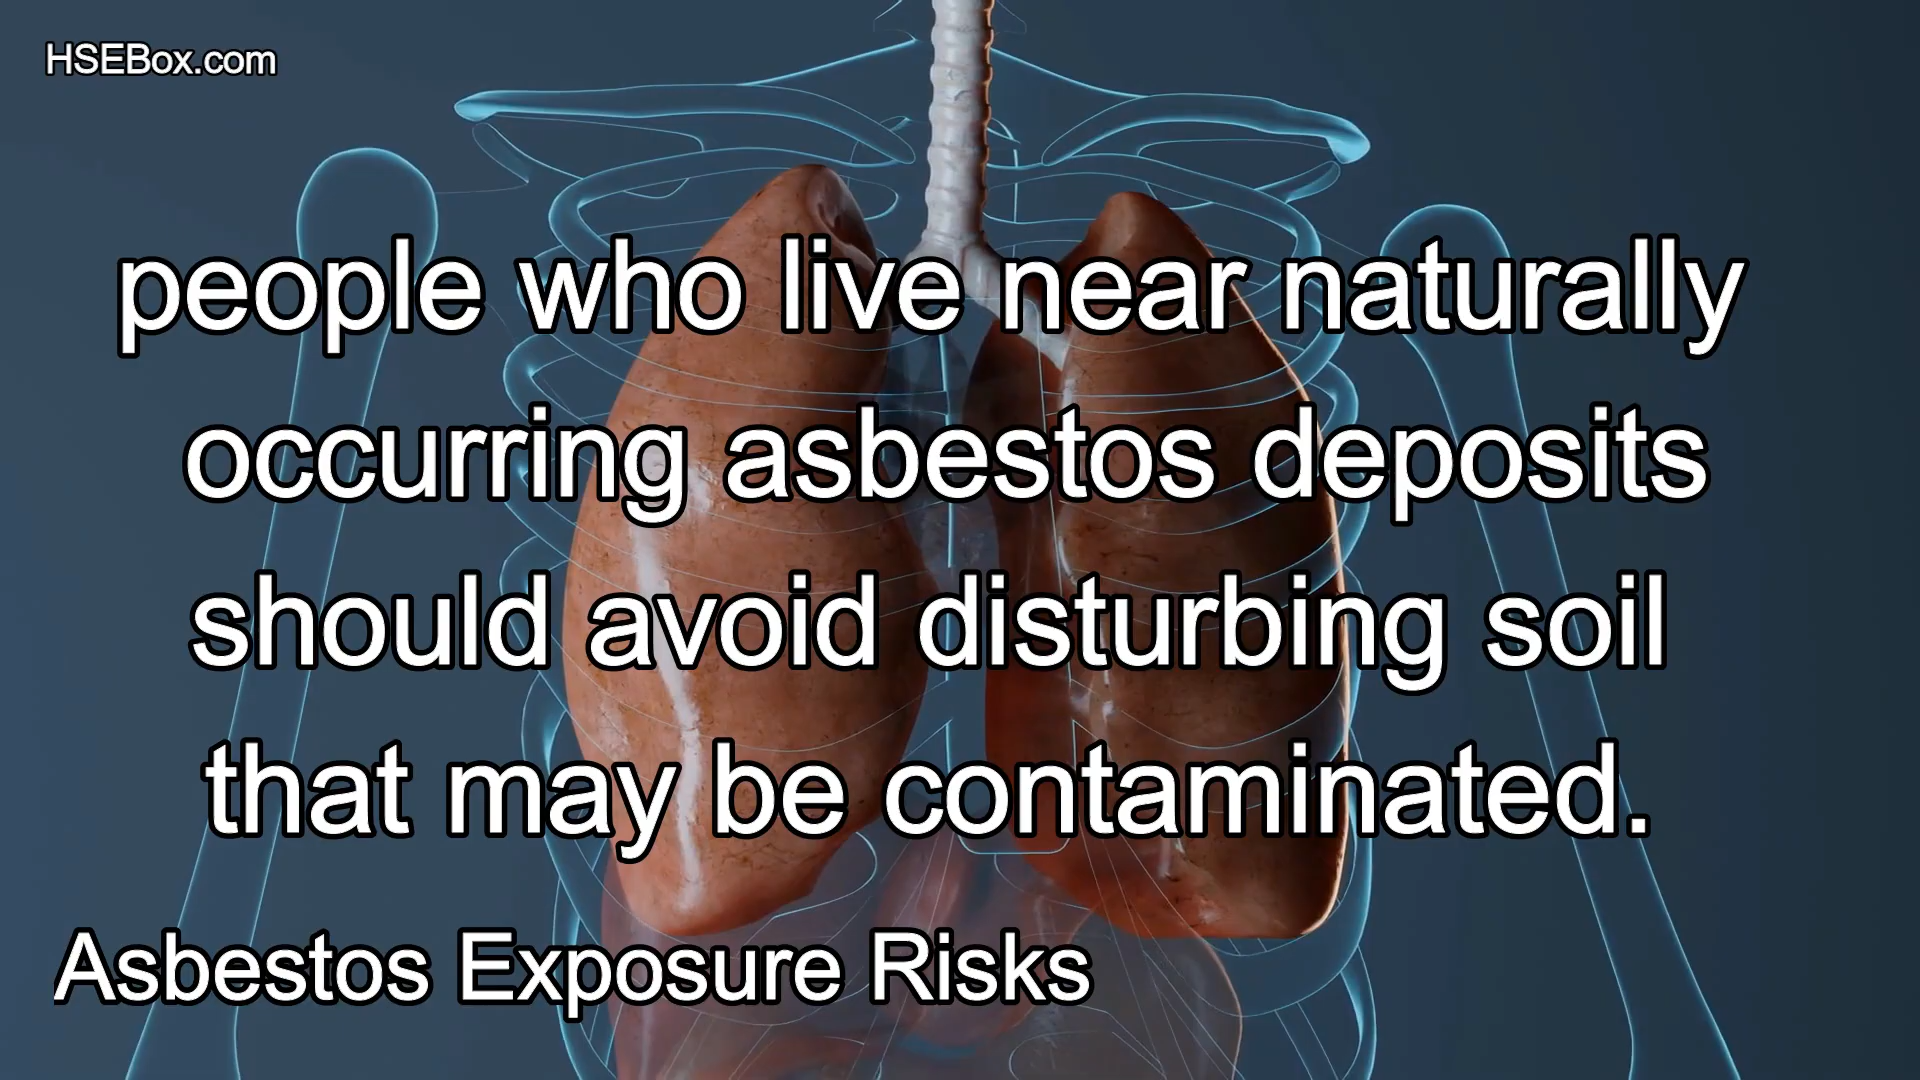 HSEBox.com
people who live near naturally
occurring asbestos deposits
should avoid disturbing soil
that may be contaminated.
Asbestos Exposure Risks